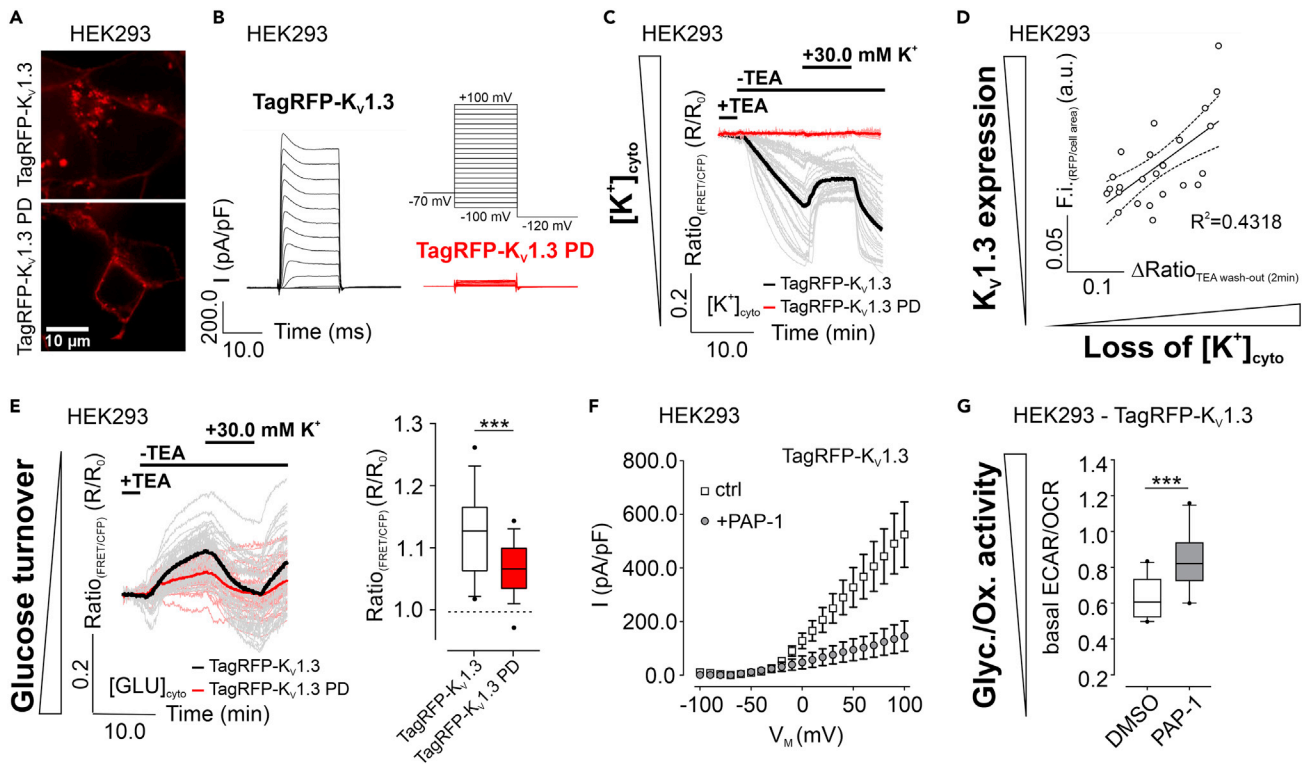 A
HEK293
TagRFP-Kv1.3
TagRFP-Kv1.3 PD
10 µm
B
HEK293
TagRFP-Kv1.3
+100 mV
-70 mV
-100 mV
-120 mV
TagRFP-Kv1.3 PD
I (pA/pF)
200.0
Time (ms)
10.0
C
HEK293
+30.0 mM K+
-TEA
+TEA
[K+]cyto
Ratio(FRET/CFP) (R/R0)
TagRFP-Kv1.3
TagRFP-Kv1.3 PD
0.2
[K+]cyto
Time (min)
10.0
D
HEK293
Kv1.3 expression
F.i.(RFP/cell area) (a.u.)
R2=0.4318
0.05
0.1
ΔRatioTEA wash-out (2min)
Loss of [K+]cyto
E
HEK293
+30.0 mM K+
-TEA
+TEA
Glucose turnover
Ratio(FRET/CFP) (R/R0)
0.2
[GLU]cyto
TagRFP-Kv1.3
TagRFP-Kv1.3 PD
Time (min)
10.0
Ratio(FRET/CFP) (R/R0)
1.3
1.2
1.1
1.0
***
TagRFP-Kv1.3
TagRFP-Kv1.3 PD
F
HEK293
TagRFP-Kv1.3
I (pA/pF)
800.0
600.0
400.0
200.0
0.0
ctrl
+PAP-1
-100 -50 0 50 100
VM (mV)
G
HEK293 - TagRFP-Kv1.3
Glyc./Ox. activity
basal ECAR/OCR
1.4
1.2
1.0
0.8
0.6
0.4
0.2
***
DMSO
PAP-1